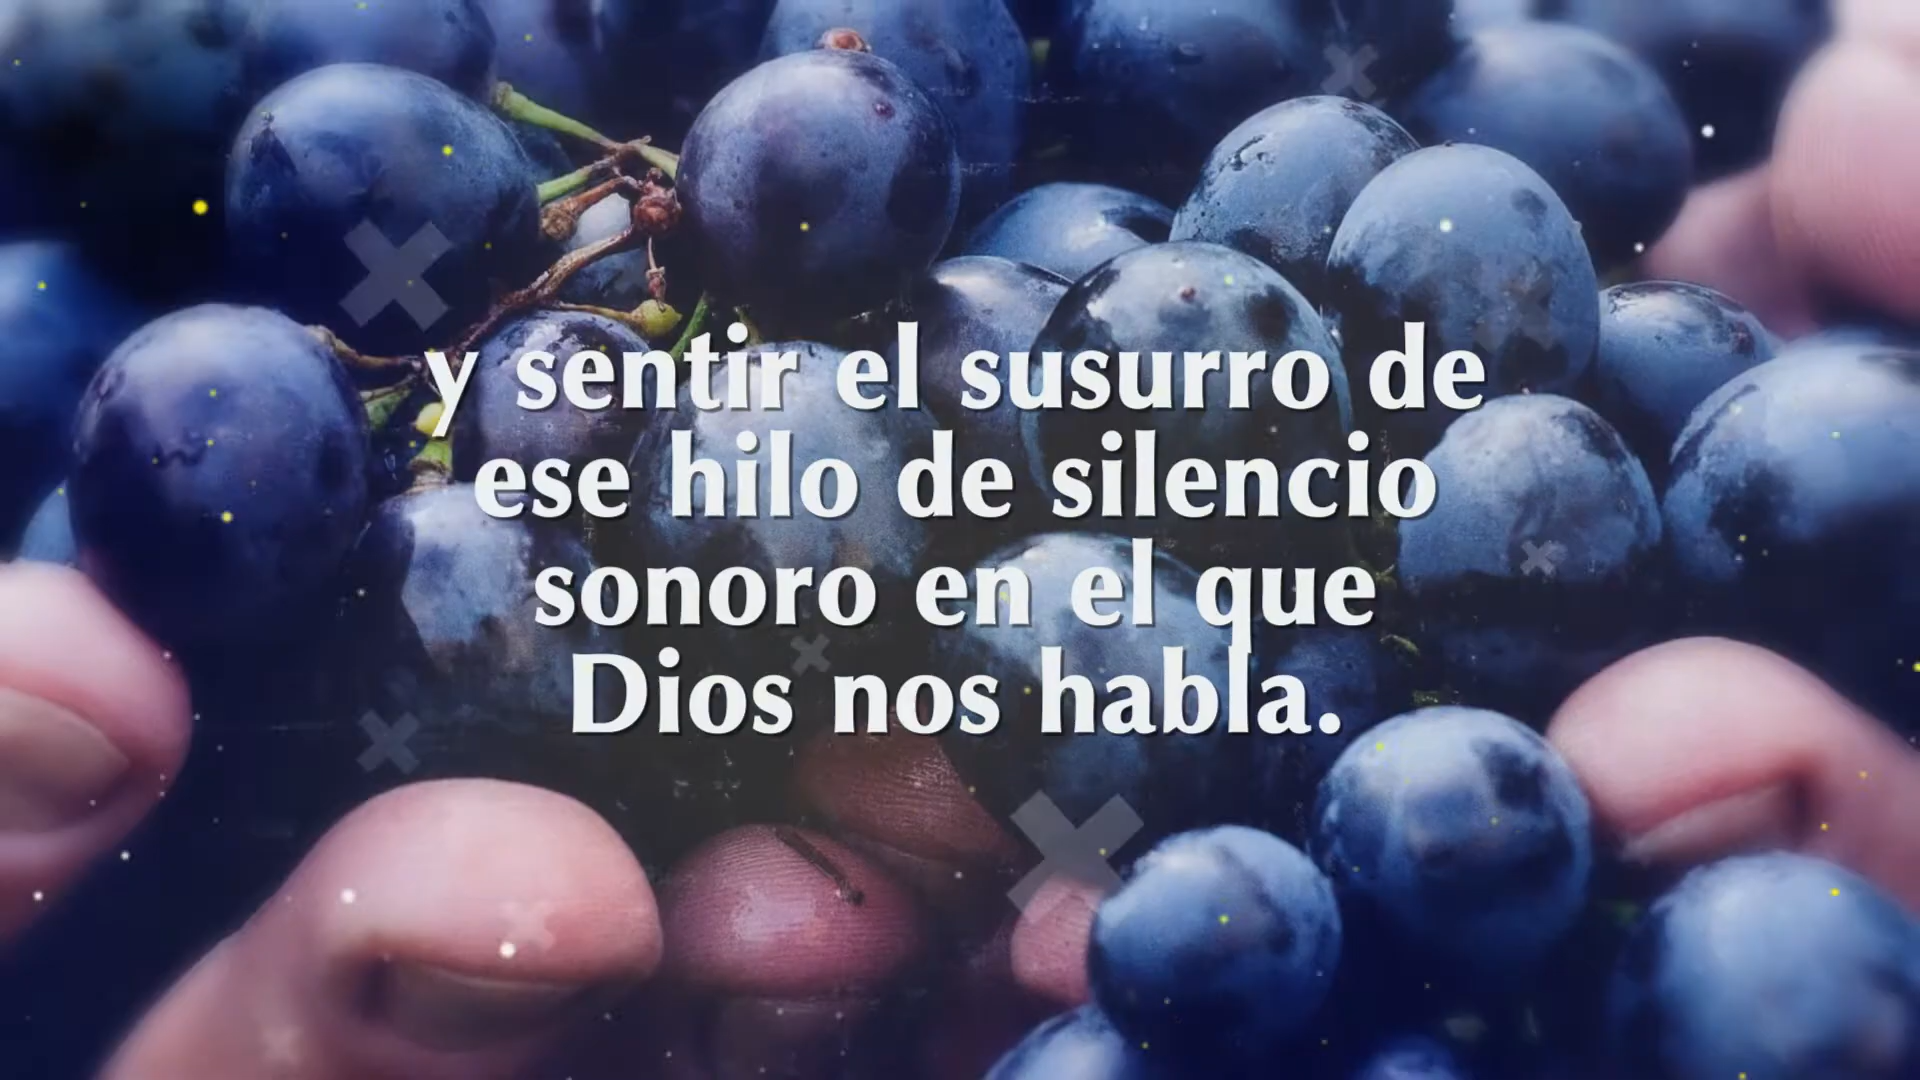 y sentir el susurro de
ese hilo de silencio
sonoro en el que
Dios nos habla.